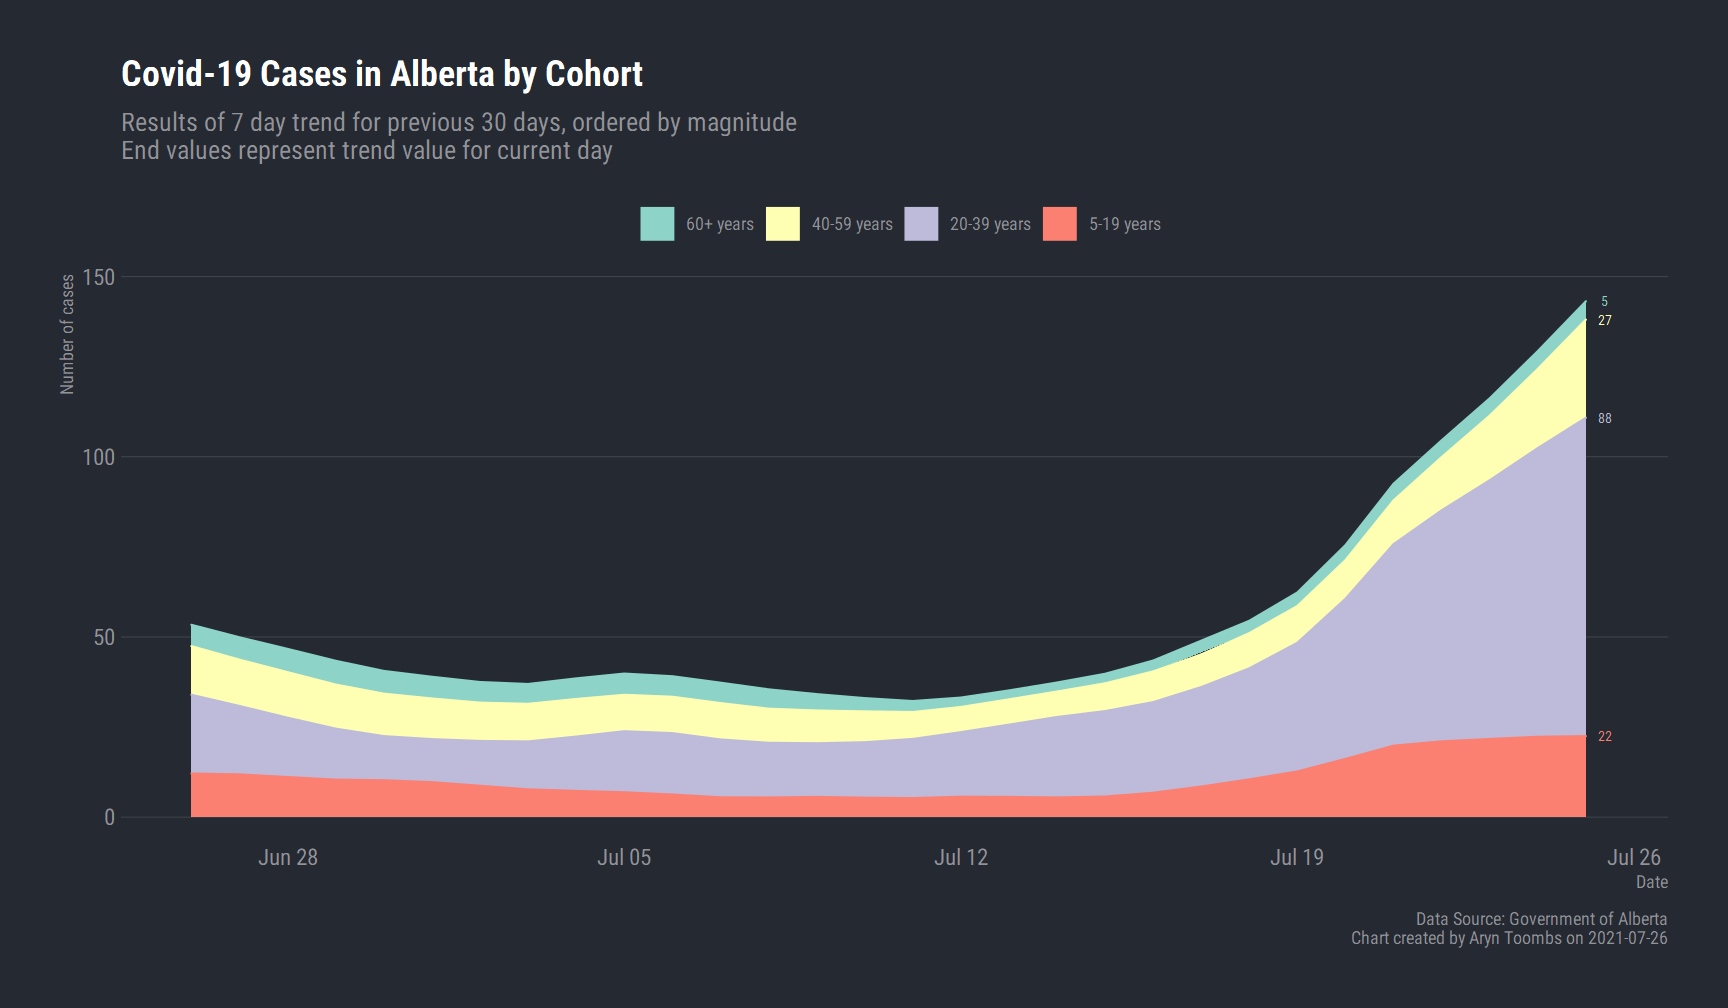 Covid-19 Cases in Alberta by Cohort
Results of 7 day trend for previous 30 days, ordered by magnitude
End values represent trend value for current day
60+ years
40-59 years
20-39 years
5-19 years
Number of cases
150
100
50
0
5
27
88
22
Jun 28
Jul 05
Jul 12
Jul 19
Jul 26
Date
Data Source: Government of Alberta
Chart created by Aryn Toombs on 2021-07-26